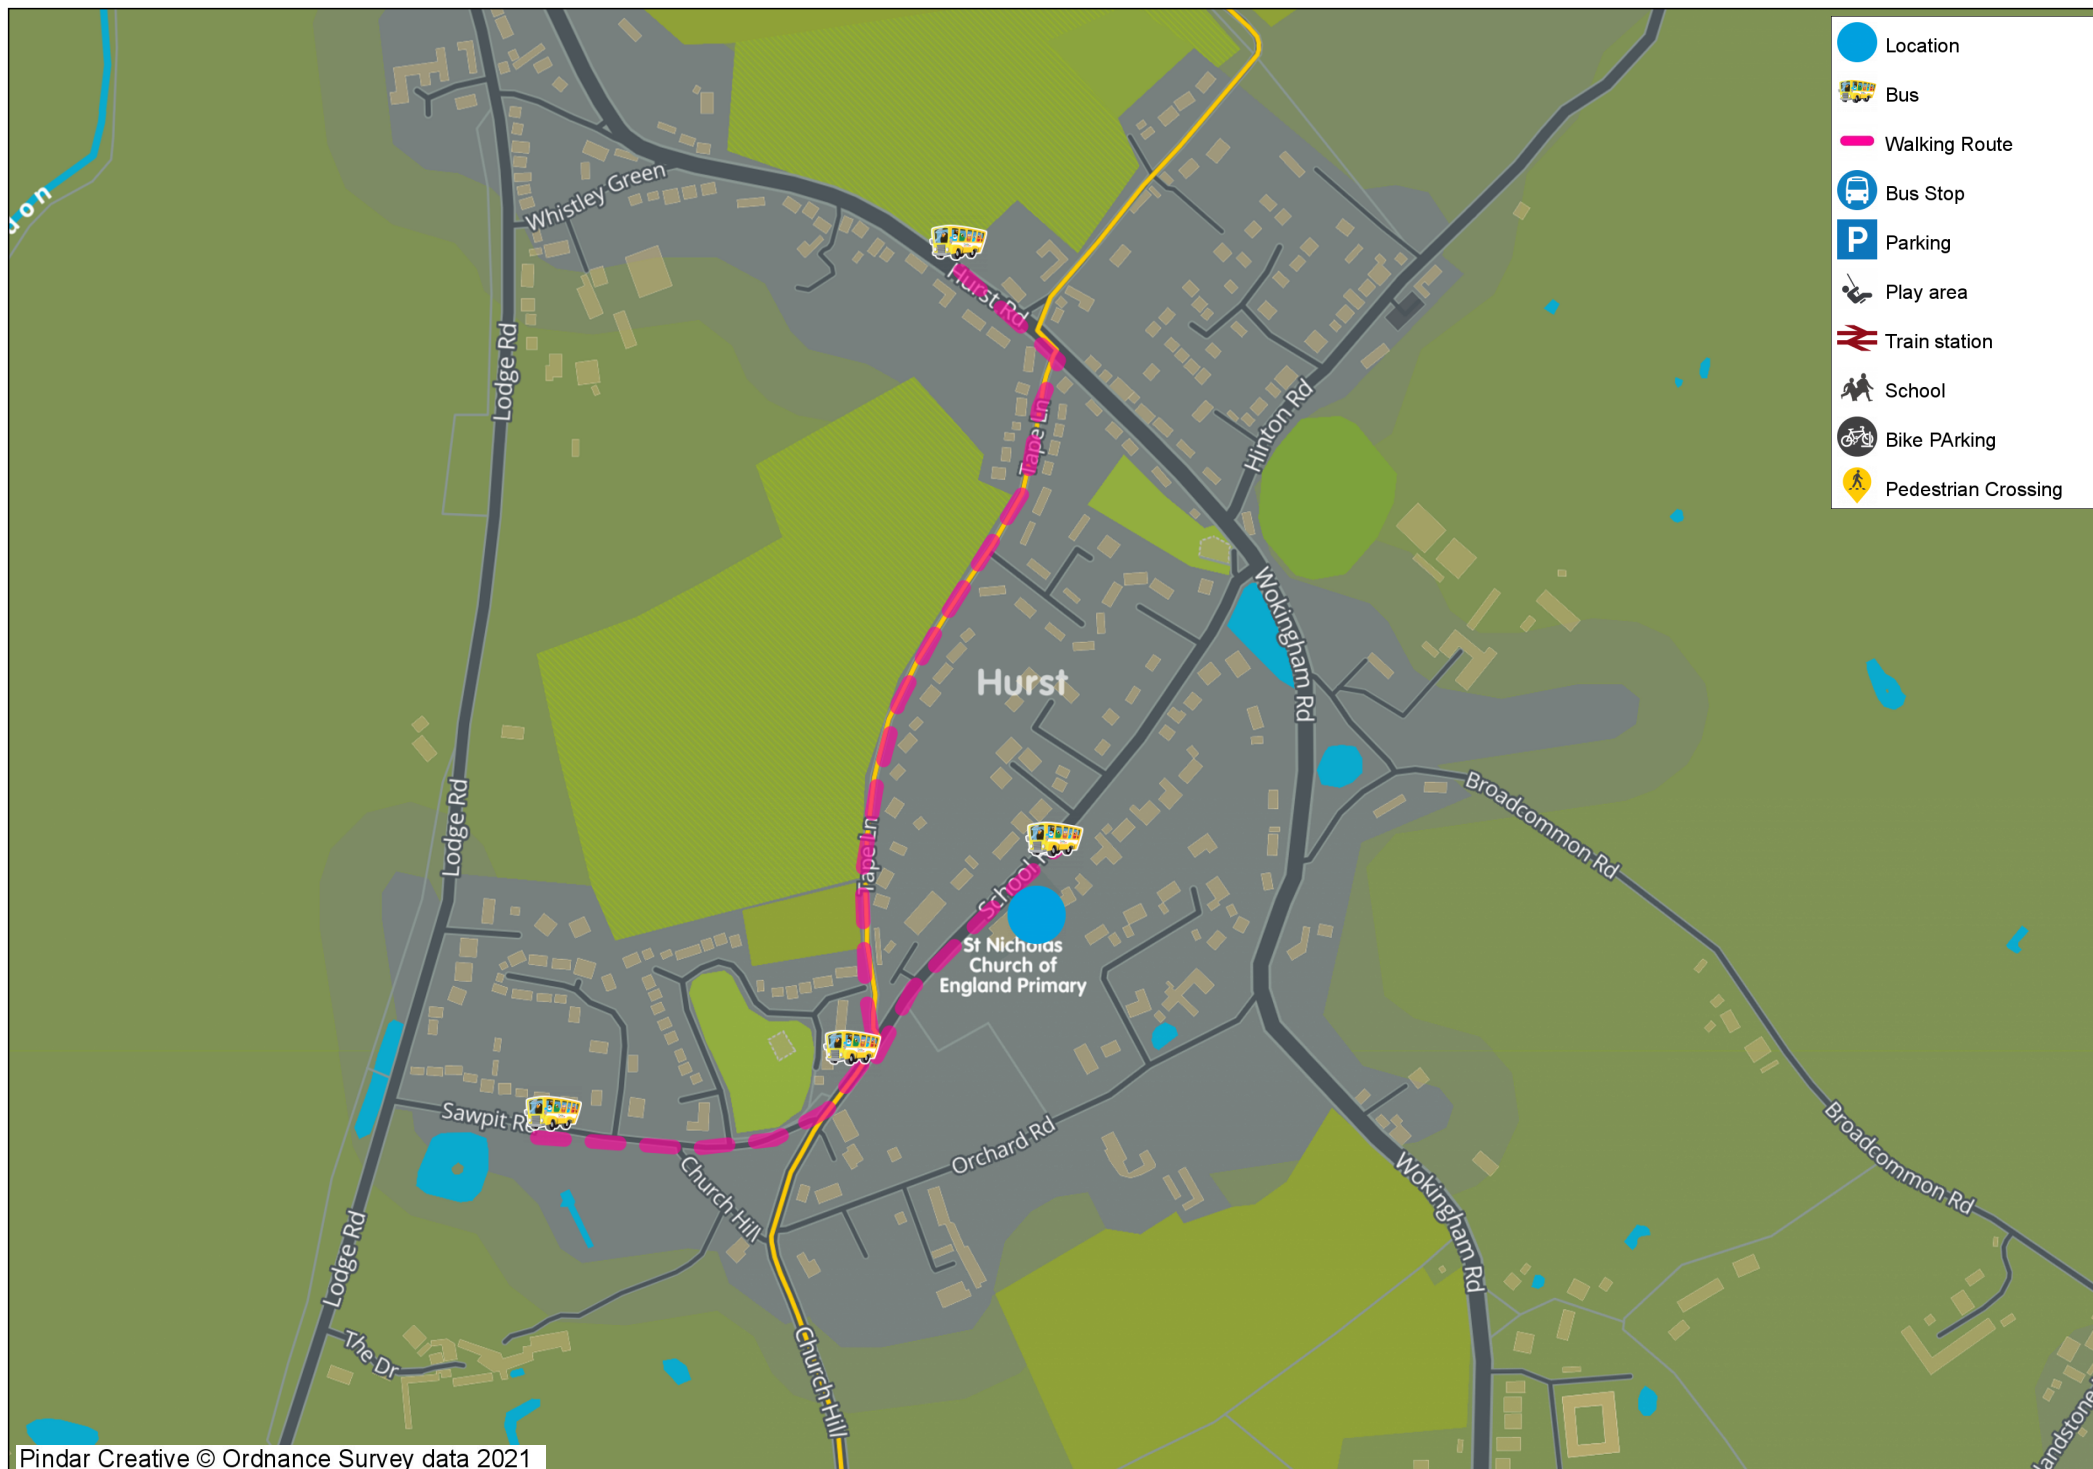 Location
Bus
Walking Route
Bus Stop
P
Parking
Play area
Train station
School
Bike PArking
Pedestrian Crossing
Whistley Green
Hurst Rd
Lodge Rd
Tape Ln
Hinton Rd
Wokingham Rd
Hurst
Lodge Rd
Tape Ln
Broadcommon Rd
School
St Nicholas
Church of
England Primary
Sawpit Rd
Orchard Rd
Church Hill
Broadcommon Rd
Wokingham Rd
Lodge Rd
The Dr
Church Hill
Pindar Creative © Ordnance Survey data 2021